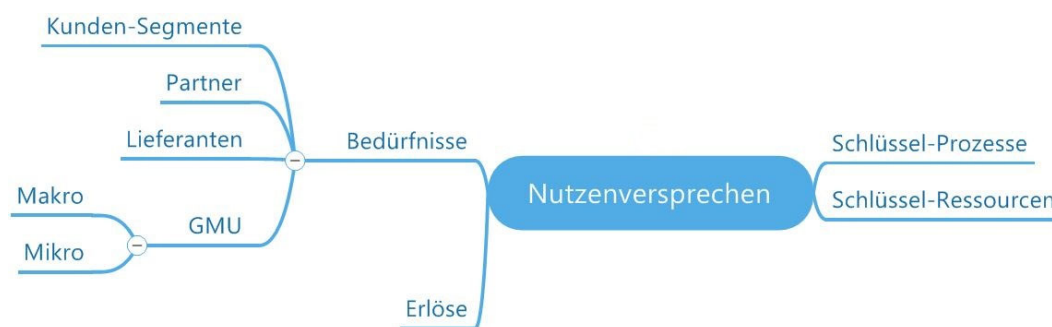 Kunden-Segmente
Partner
Lieferanten
Bedürfnisse
Makro
GMU
Mikro
Erlöse
Nutzenversprechen
Schlüssel-Prozesse
Schlüssel-Ressourcen